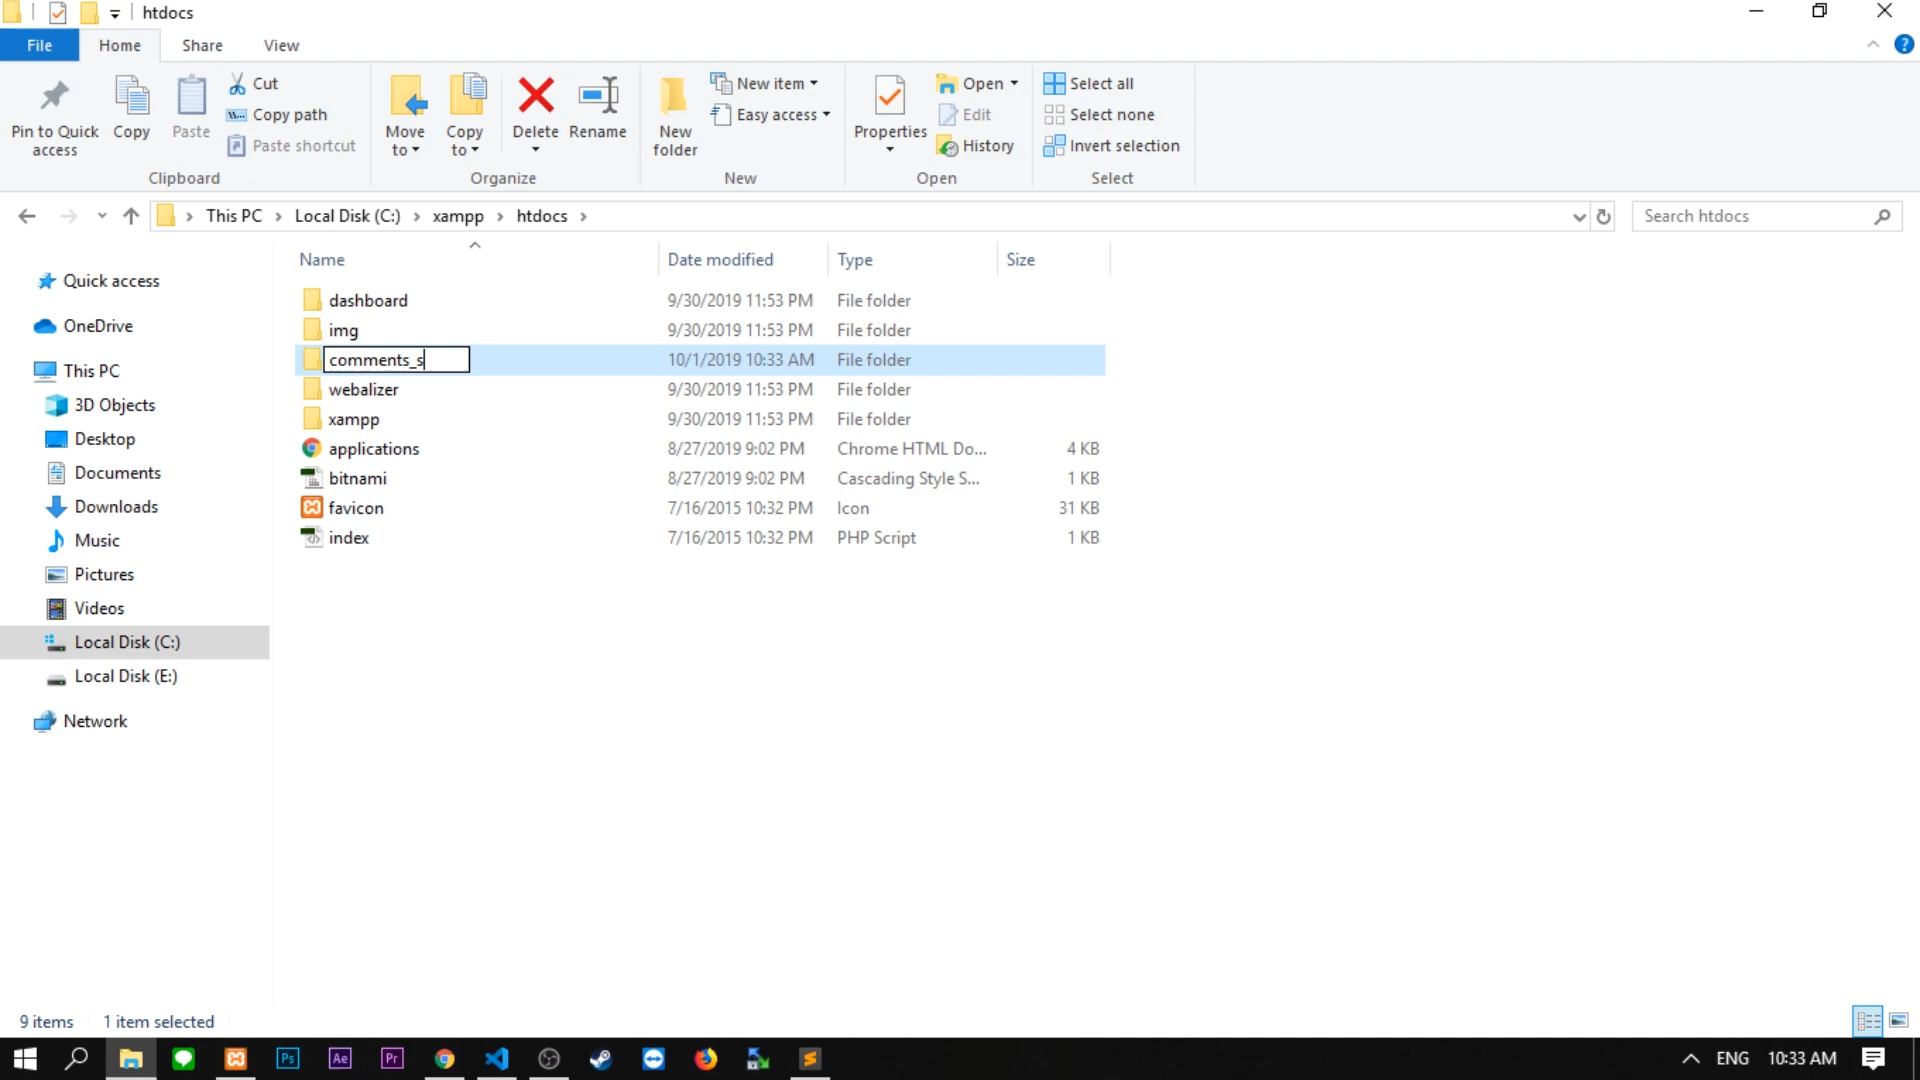 htdocs
File Home Share View
Pin to Quick access
Copy
Paste
Cut
Copy path
Paste shortcut
Clipboard
Move to
Copy to
Delete
Rename
Organize
New folder
New item
Easy access
New
Properties
Open
Edit
History
Open
Select all
Select none
Invert selection
Select
This PC Local Disk (C:) xampp htdocs
Search htdocs
Name Date modified Type Size
Quick access
OneDrive
This PC
3D Objects
Desktop
Documents
Downloads
Music
Pictures
Videos
Local Disk (C:)
Local Disk (E:)
Network
dashboard 9/30/2019 11:53 PM File folder
img 9/30/2019 11:53 PM File folder
comments_s 10/1/2019 10:33 AM File folder
webalizer 9/30/2019 11:53 PM File folder
xampp 9/30/2019 11:53 PM File folder
applications 8/27/2019 9:02 PM Chrome HTML Do... 4 KB
bitnami 8/27/2019 9:02 PM Cascading Style S... 1 KB
favicon 7/16/2015 10:32 PM Icon 31 KB
index 7/16/2015 10:32 PM PHP Script 1 KB
9 items 1 item selected
Ps Ae Pr ENG 10:33 AM